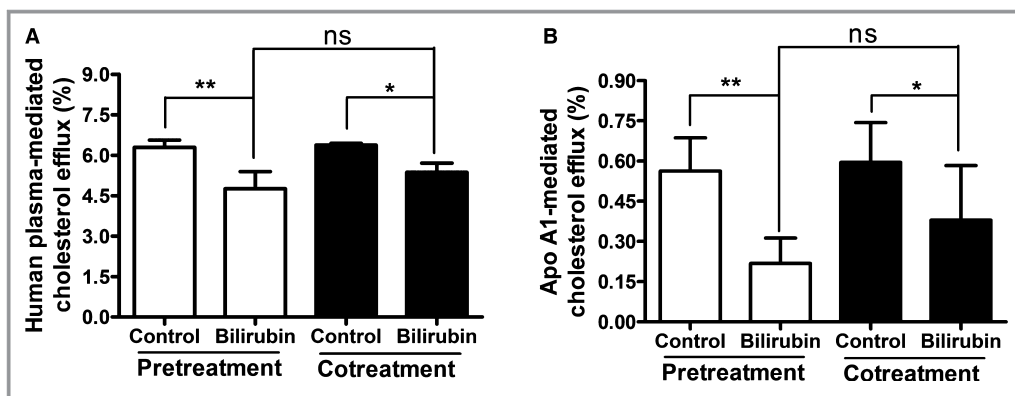 A
Human plasma-mediated
cholesterol efflux (%)
9.0
7.5
6.0
4.5
3.0
1.5
0.0
**
ns
*
Control Bilirubin Control Bilirubin
Pretreatment Cotreatment
B
Apo A1-mediated
cholesterol efflux (%)
0.90
0.75
0.60
0.45
0.30
0.15
0.00
**
ns
*
Control Bilirubin Control Bilirubin
Pretreatment Cotreatment